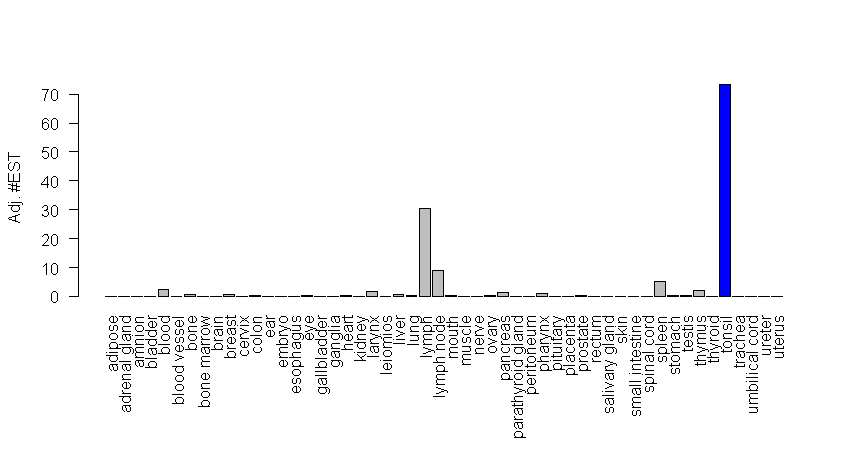 Adj. #EST
70
60
50
40
30
20
10
0
adipose
adrenal gland
amnion
bladder
blood
blood vessel
bone
bone marrow
brain
breast
cervix
colon
ear
embryo
esophagus
eye
gallbladder
ganglia
heart
kidney
larynx
leiomios
liver
lung
lymph
lymph node
mouth
muscle
nerve
ovary
pancreas
parathyroid gland
peritoneum
pharynx
pituitary
placenta
prostate
rectum
salivary gland
skin
small intestine
spinal cord
spleen
stomach
testis
thymus
thyroid
tonsil
trachea
umbilical cord
ureter
uterus